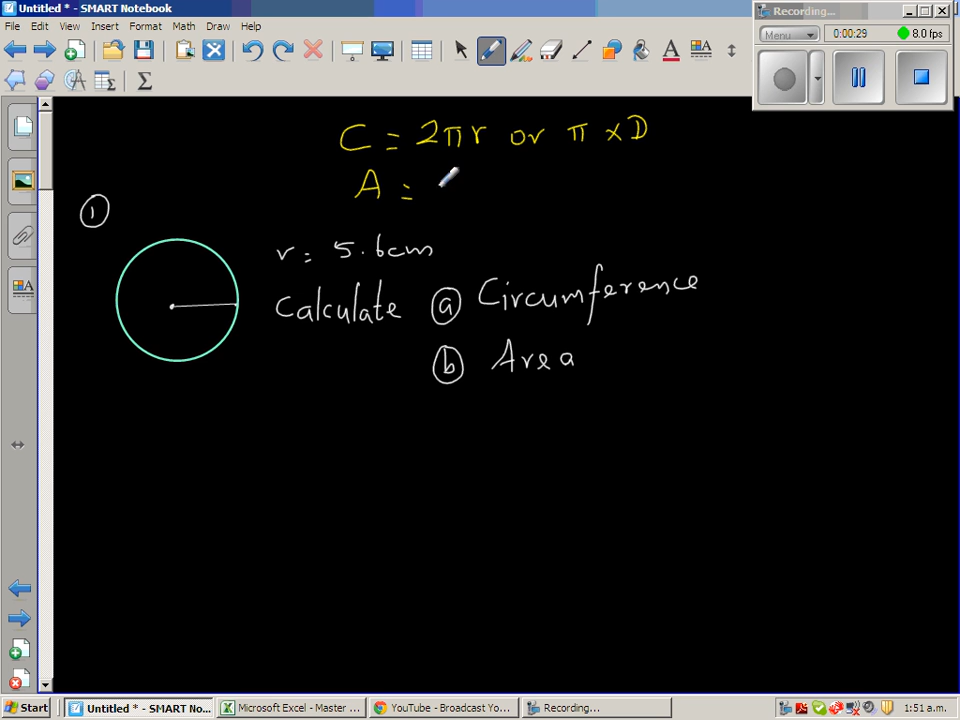 Untitled * - SMART Notebook
File Edit View Insert Format Math Draw Help
Recording...
Menu 0:00:29 8.0 fps
C = 2πr or π × D
A =
①
r = 5.6cm
Calculate ⓐ Circumference
ⓑ Area
Start Untitled * - SMART No... Microsoft Excel - Master ... YouTube - Broadcast Yo... Recording... 1:51 a.m.